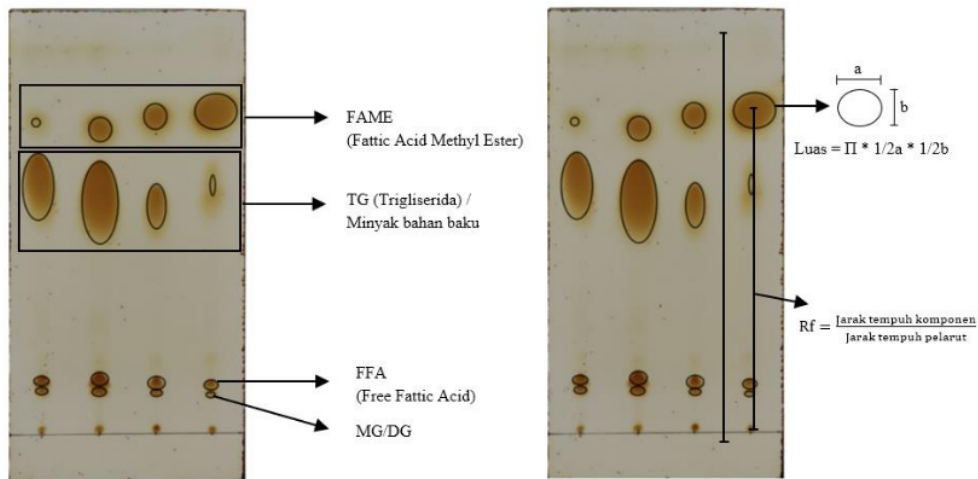 FAME
(Fattic Acid Methyl Ester)
TG (Trigliserida) /
Minyak bahan baku
FFA
(Free Fattic Acid)
MG/DG
a
b
Luas = Π * 1/2a * 1/2b
Rf = Jarak tempuh komponen
Jarak tempuh pelarut